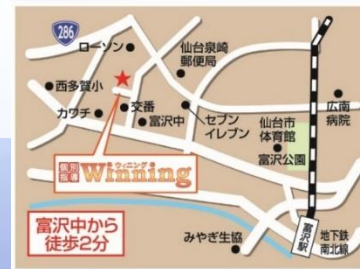 286
ローソン
仙台泉崎
郵便局
西多賀小
カワチ
交番
富沢中
セブン
イレブン
仙台市
体育館
富沢公園
広南
病院
個別
指導
ウィニング
Winning
富沢中から
徒歩2分
みやぎ生協
富沢駅
地下鉄
南北線